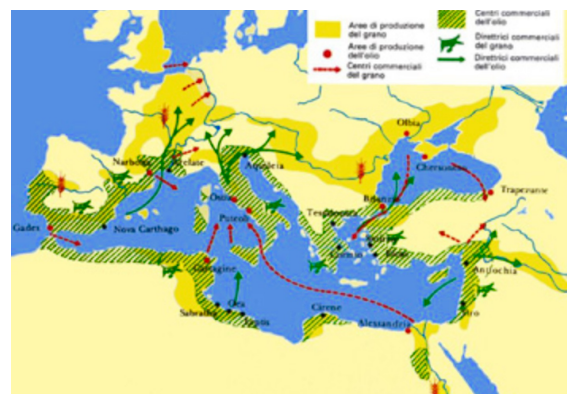 Aree di produzione
del grano
Aree di produzione
dell'olio
Centri commerciali
del grano
Centri commerciali
dell'olio
Direttrici commerciali
del grano
Direttrici commerciali
dell'olio
Olbia
Chersoneso
Trapezunte
Bisanzio
Narbona
Arelate
Aquileia
Ostia
Puteoli
Gades
Nova Carthago
Cartagine
Tessalonica
Corinto
Antiochia
Tiro
Sabratha
Oea
Leptis
Cirene
Alessandria